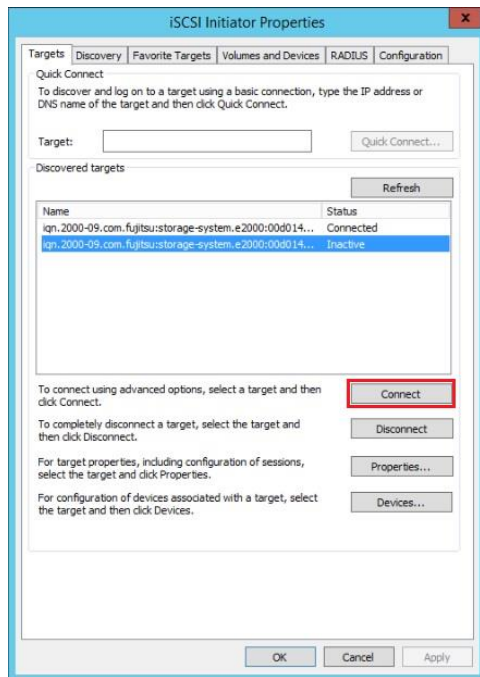 iSCSI Initiator Properties
x
Targets Discovery Favorite Targets Volumes and Devices RADIUS Configuration
Quick Connect
To discover and log on to a target using a basic connection, type the IP address or
DNS name of the target and then click Quick Connect.
Target:
Quick Connect...
Discovered targets
Refresh
Name Status
iqn.2000-09.com.fujitsu:storage-system.e2000:00d014... Connected
iqn.2000-09.com.fujitsu:storage-system.e2000:00d014... Inactive
To connect using advanced options, select a target and then
click Connect.
Connect
To completely disconnect a target, select the target and
then click Disconnect.
Disconnect
For target properties, including configuration of sessions,
select the target and click Properties.
Properties...
For configuration of devices associated with a target, select
the target and then click Devices.
Devices...
OK Cancel Apply